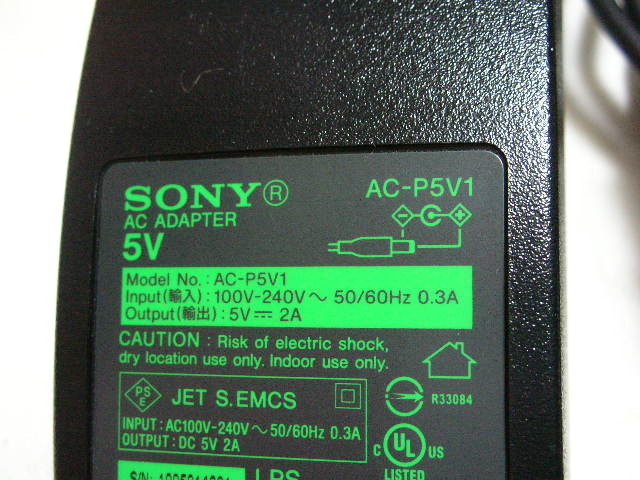 SONY®
AC-P5V1
AC ADAPTER
5V
Model No. : AC-P5V1
Input(輸入) : 100V-240V～ 50/60Hz 0.3A
Output(輸出) : 5V⎓ 2A
CAUTION : Risk of electric shock,
dry location use only. Indoor use only.
PS
E
JET S.EMCS
R33084
INPUT : AC100V-240V～50/60Hz 0.3A
OUTPUT : DC 5V 2A
C UL US
LISTED
S/N:
LPS